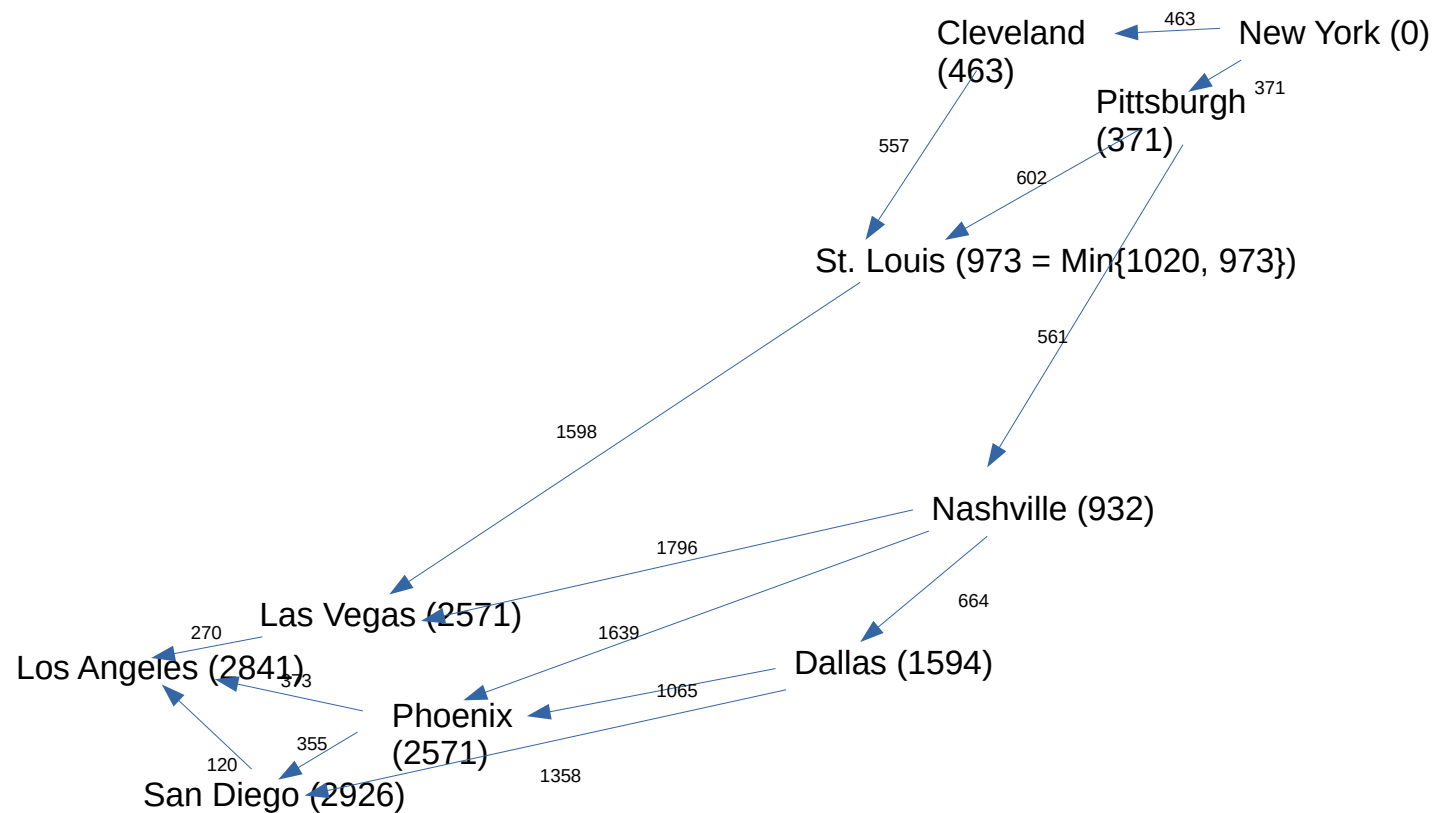 463
Cleveland
(463)
New York (0)
371
Pittsburgh
(371)
557
602
St. Louis (973 = Min{1020, 973})
561
1598
Nashville (932)
1796
664
Las Vegas (2571)
270
1639
Los Angeles (2841)
373
Dallas (1594)
1065
Phoenix
(2571)
355
120
1358
San Diego (2926)